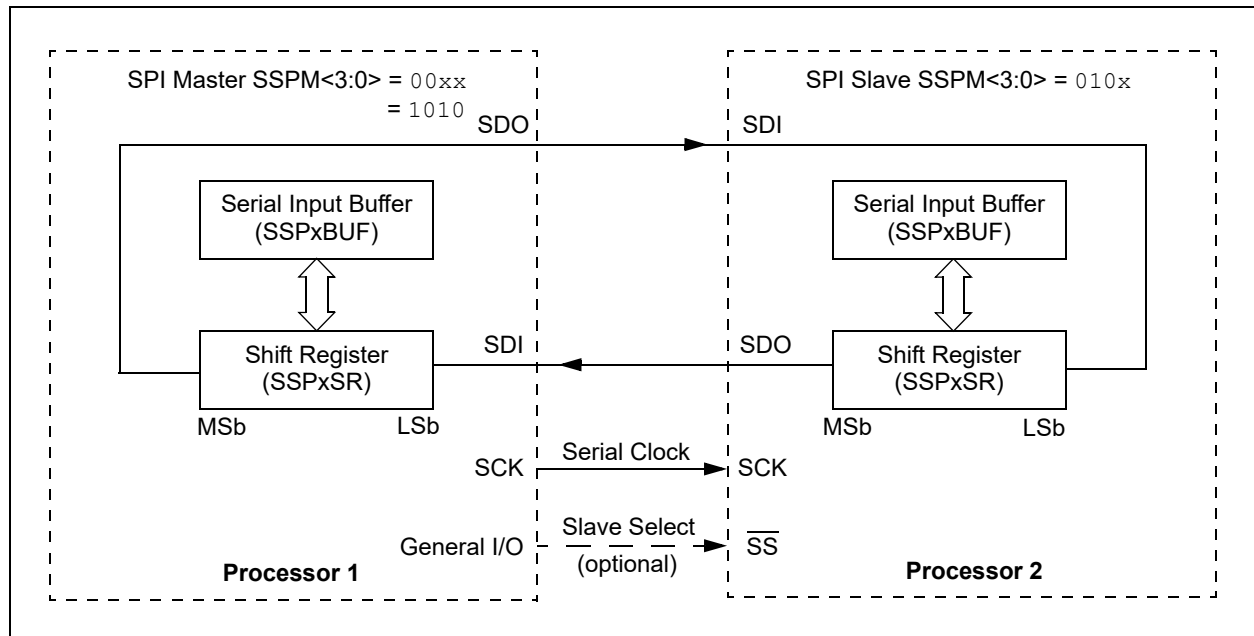 SPI Master SSPM<3:0> = 00xx
= 1010
SDO
Serial Input Buffer
(SSPxBUF)
Shift Register
(SSPxSR)
MSb
LSb
SDI
SCK
General I/O
Processor 1
Serial Clock
Slave Select
(optional)
SPI Slave SSPM<3:0> = 010x
SDI
Serial Input Buffer
(SSPxBUF)
SDO
Shift Register
(SSPxSR)
MSb
LSb
SCK
S̅S̅
Processor 2